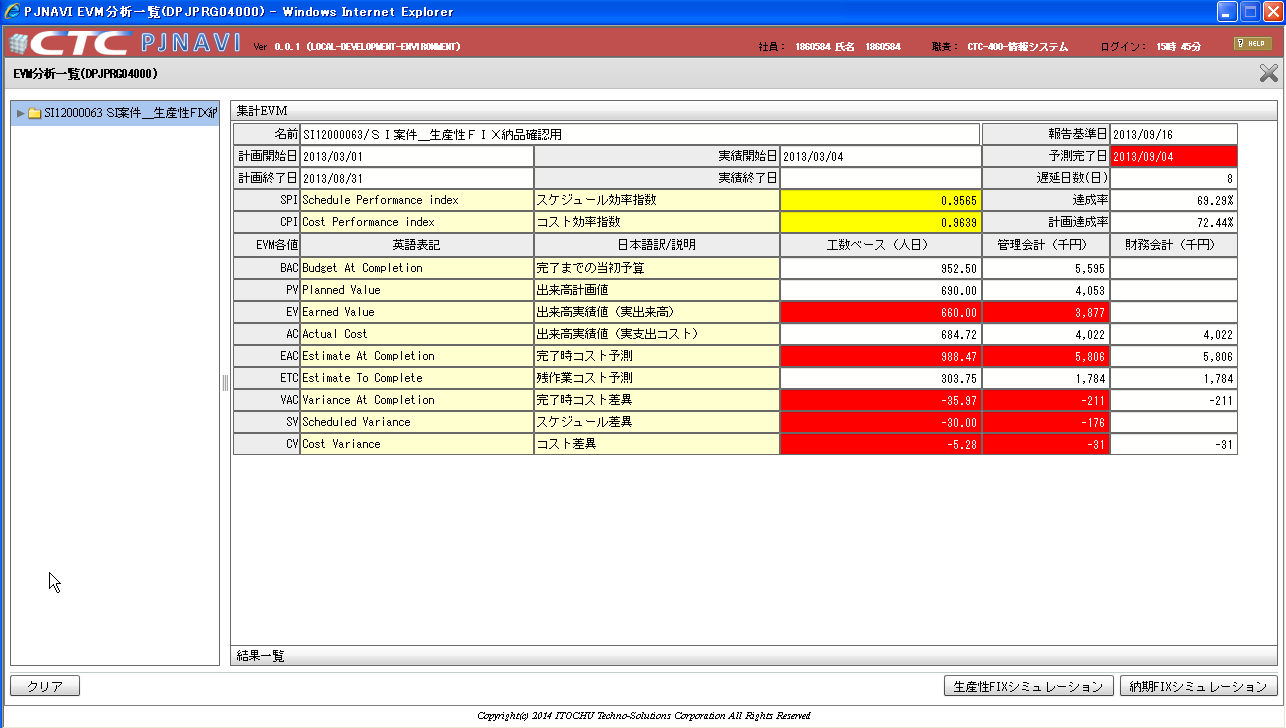 PJNAVI EVM分析一覧(DPJPRG04000) - Windows Internet Explorer
CTC PJNAVI Ver 0.0.1 (LOCAL-DEVELOPMENT-ENVIRONMENT) 社員： 1860584 氏名 1860584 職責： CTC-400-情報システム ログイン： 15時 45分 ? HELP
EVM分析一覧(DPJPRG04000)
SI12000063 SI案件__生産性FIX納
集計EVM
名前 SI12000063/ＳＩ案件__生産性ＦＩＸ納品確認用 報告基準日 2013/09/16
計画開始日 2013/03/01 実績開始日 2013/03/04 予測完了日 2013/09/04
計画終了日 2013/08/31 実績終了日 遅延日数(日) 8
SPI Schedule Performance index スケジュール効率指数 0.9565 達成率 69.29%
CPI Cost Performance index コスト効率指数 0.9639 計画達成率 72.44%
EVM各値 英語表記 日本語訳/説明 工数ベース（人日） 管理会計（千円） 財務会計（千円）
BAC Budget At Completion 完了までの当初予算 952.50 5,595
PV Planned Value 出来高計画値 690.00 4,053
EV Earned Value 出来高実績値（実出来高） 660.00 3,877
AC Actual Cost 出来高実績値（実支出コスト） 684.72 4,022 4,022
EAC Estimate At Completion 完了時コスト予測 988.47 5,806 5,806
ETC Estimate To Complete 残作業コスト予測 303.75 1,784 1,784
VAC Variance At Completion 完了時コスト差異 -35.97 -211 -211
SV Scheduled Variance スケジュール差異 -30.00 -176
CV Cost Variance コスト差異 -5.28 -31 -31
結果一覧
クリア 生産性FIXシミュレーション 納期FIXシミュレーション
Copyright(c) 2014 ITOCHU Techno-Solutions Corporation All Rights Reserved